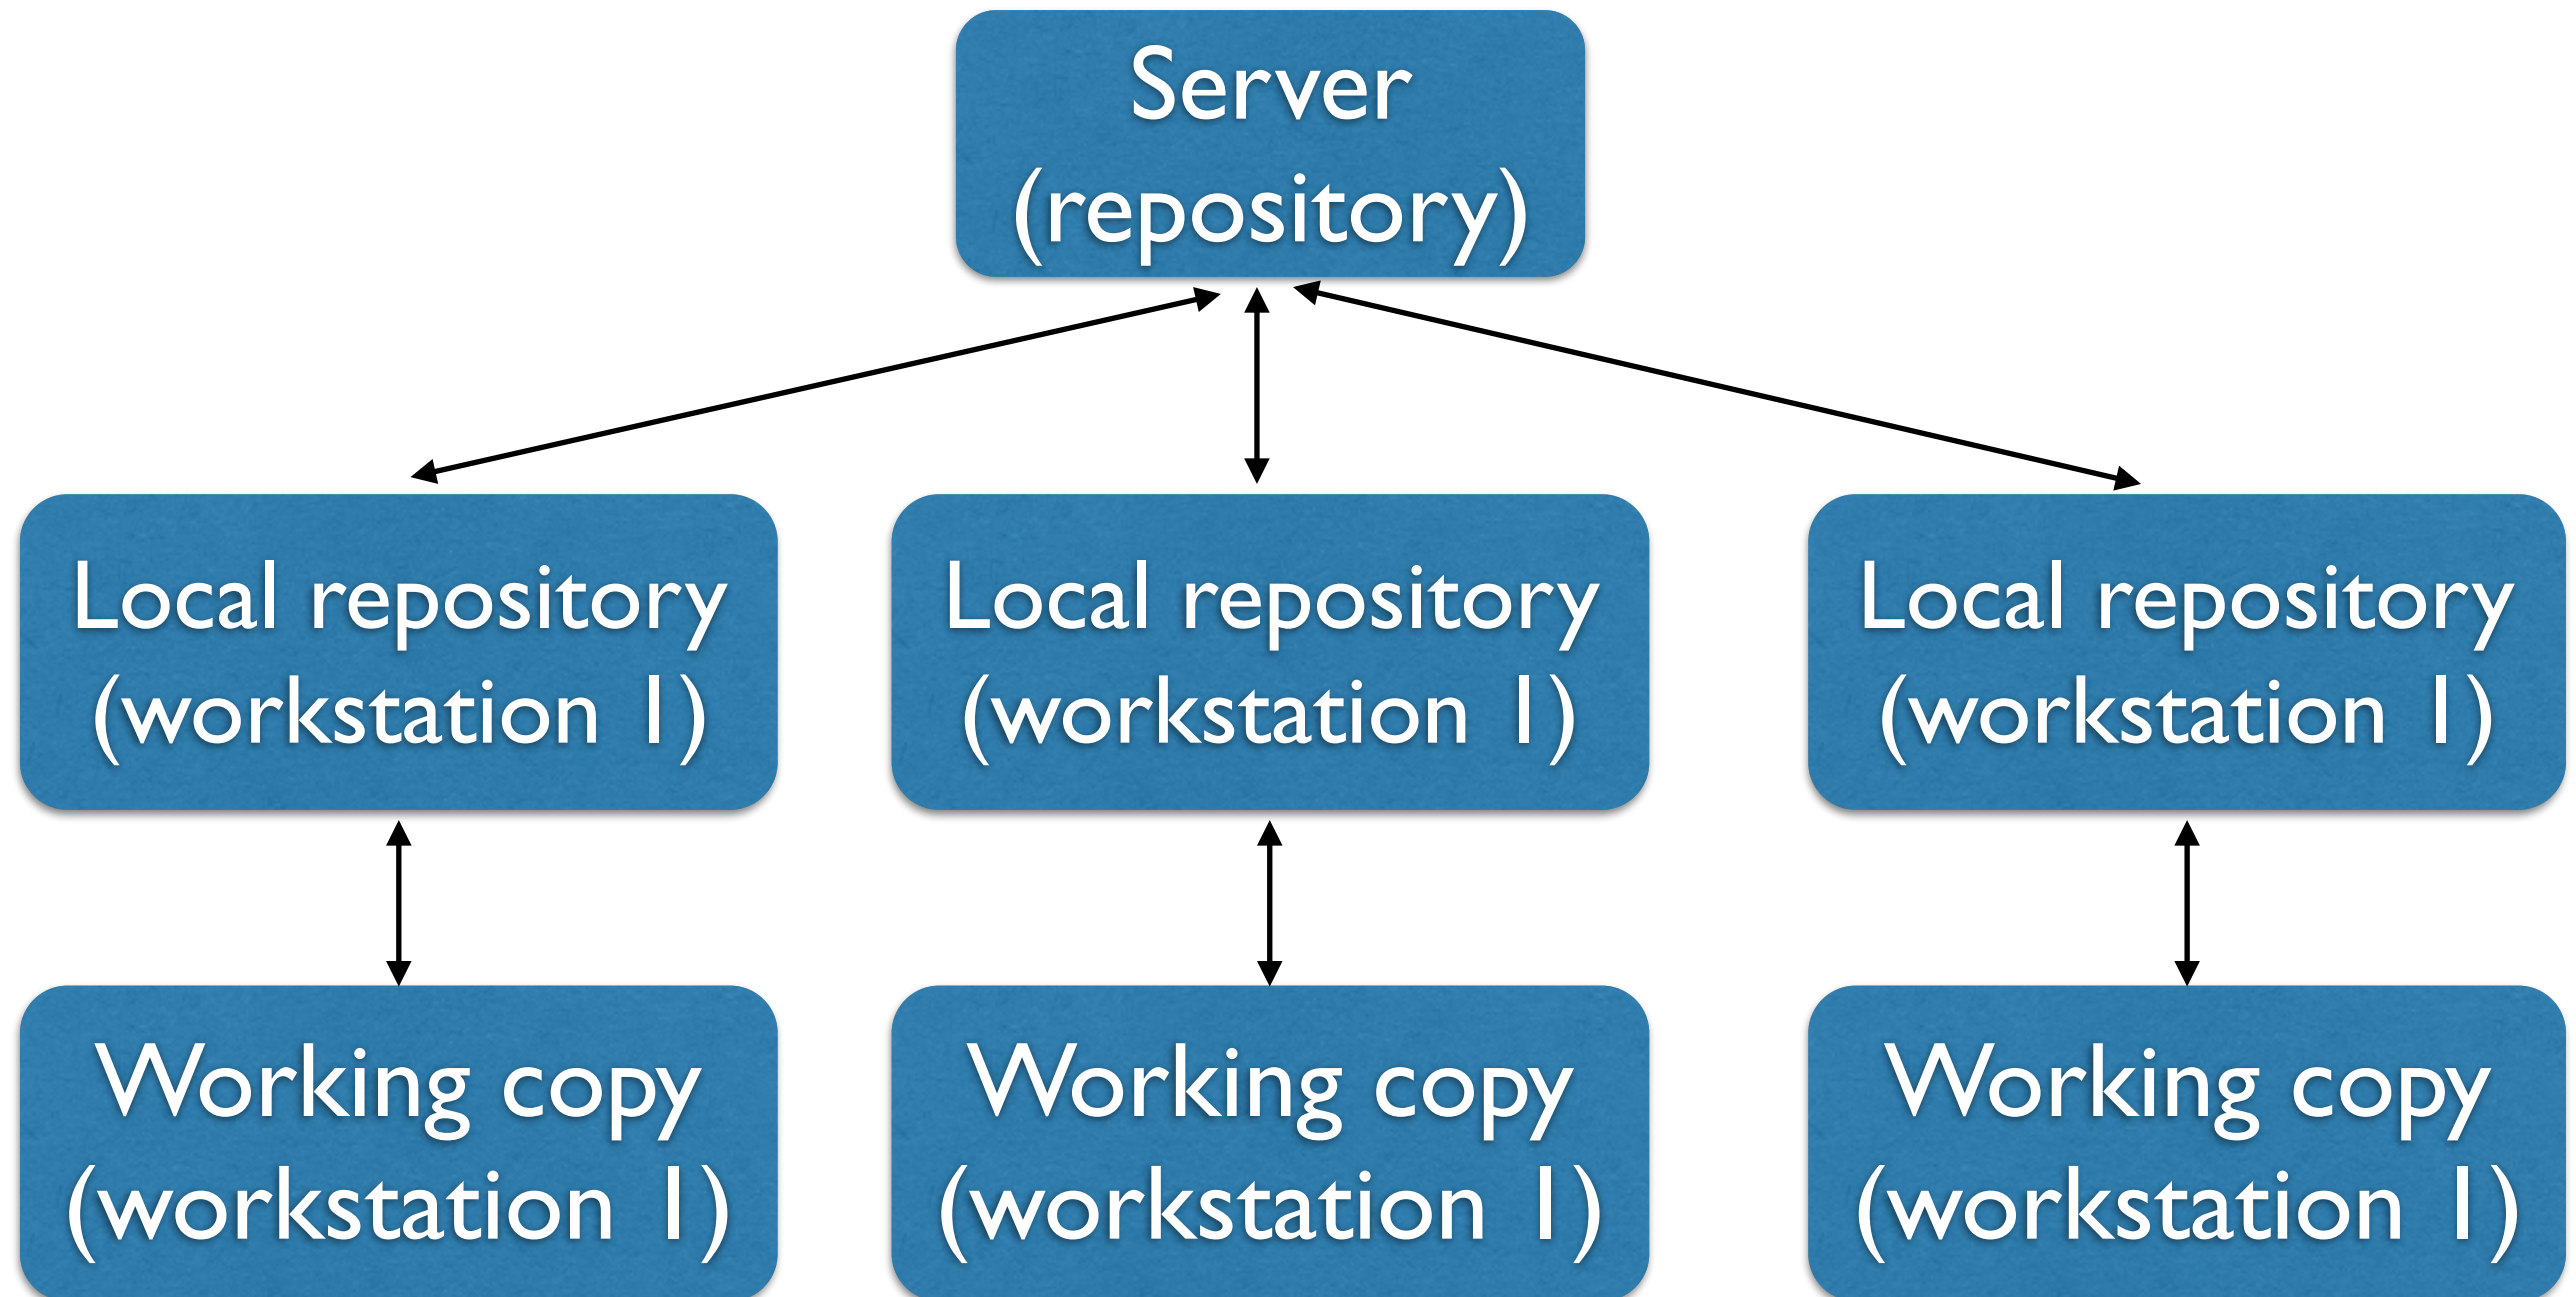 Server
(repository)
Local repository
(workstation 1)
Local repository
(workstation 1)
Local repository
(workstation 1)
Working copy
(workstation 1)
Working copy
(workstation 1)
Working copy
(workstation 1)